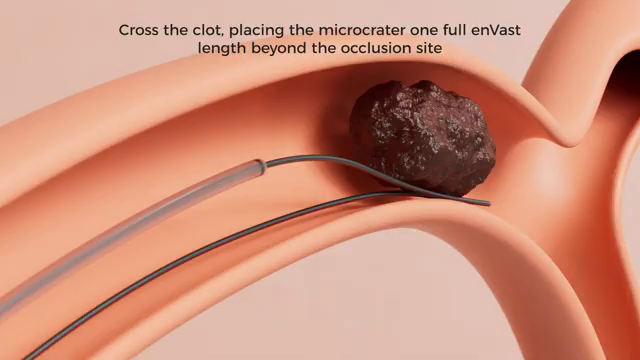 Cross the clot, placing the microcrater one full enVast
length beyond the occlusion site